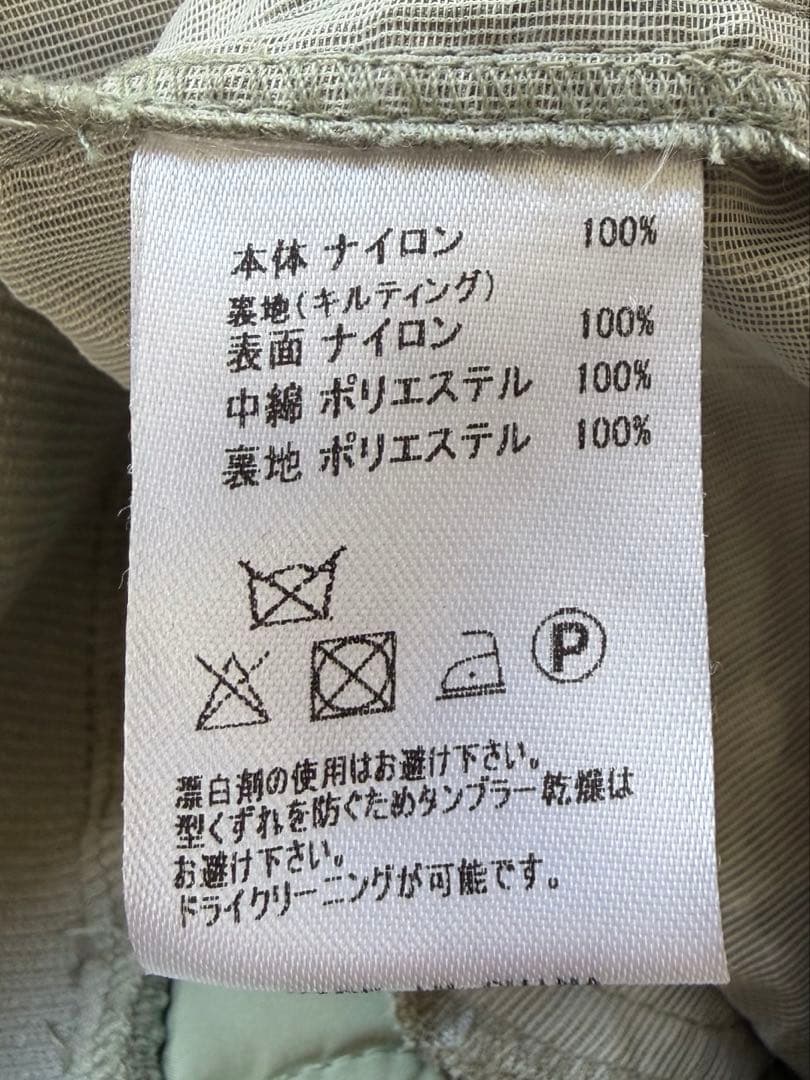 本体 ナイロン 100%
裏地(キルティング)
表面 ナイロン 100%
中綿 ポリエステル 100%
裏地 ポリエステル 100%
P
漂白剤の使用はお避け下さい。
型くずれを防ぐためタンブラー乾燥は
お避け下さい。
ドライクリーニングが可能です。